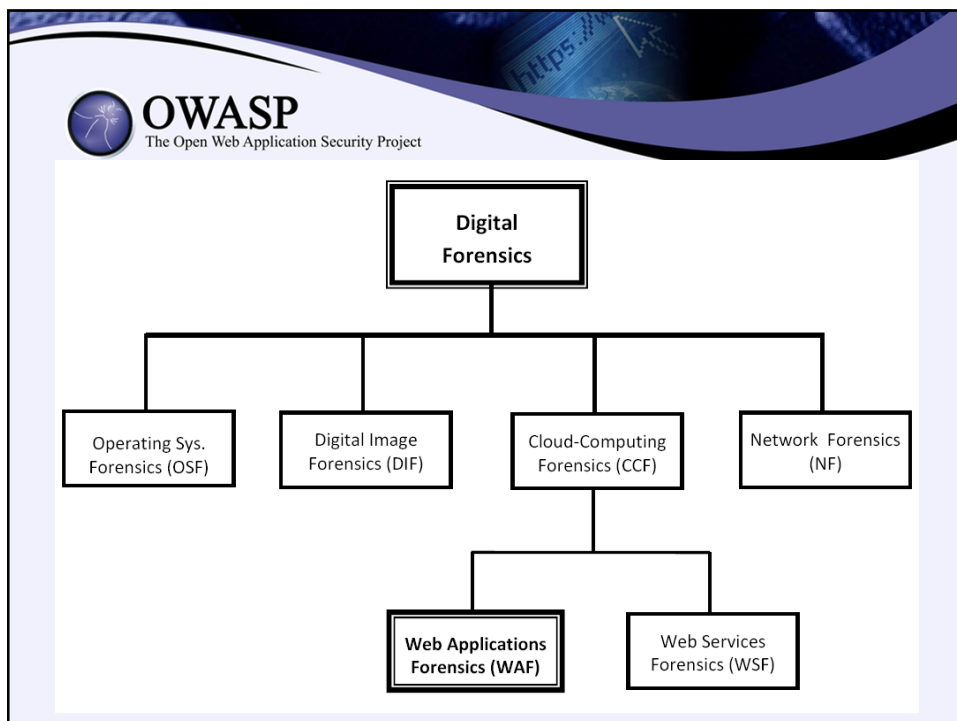 https://
OWASP
The Open Web Application Security Project
Digital
Forensics
Operating Sys.
Forensics (OSF)
Digital Image
Forensics (DIF)
Cloud-Computing
Forensics (CCF)
Network Forensics
(NF)
Web Applications
Forensics (WAF)
Web Services
Forensics (WSF)